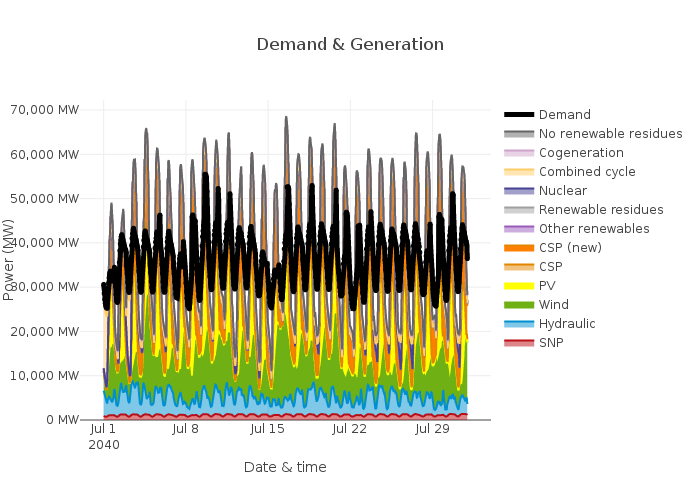 Demand & Generation
70,000 MW
60,000 MW
50,000 MW
40,000 MW
30,000 MW
20,000 MW
10,000 MW
0 MW
Power (MW)
Jul 1
2040
Jul 8
Jul 15
Jul 22
Jul 29
Date & time
Demand
No renewable residues
Cogeneration
Combined cycle
Nuclear
Renewable residues
Other renewables
CSP (new)
CSP
PV
Wind
Hydraulic
SNP